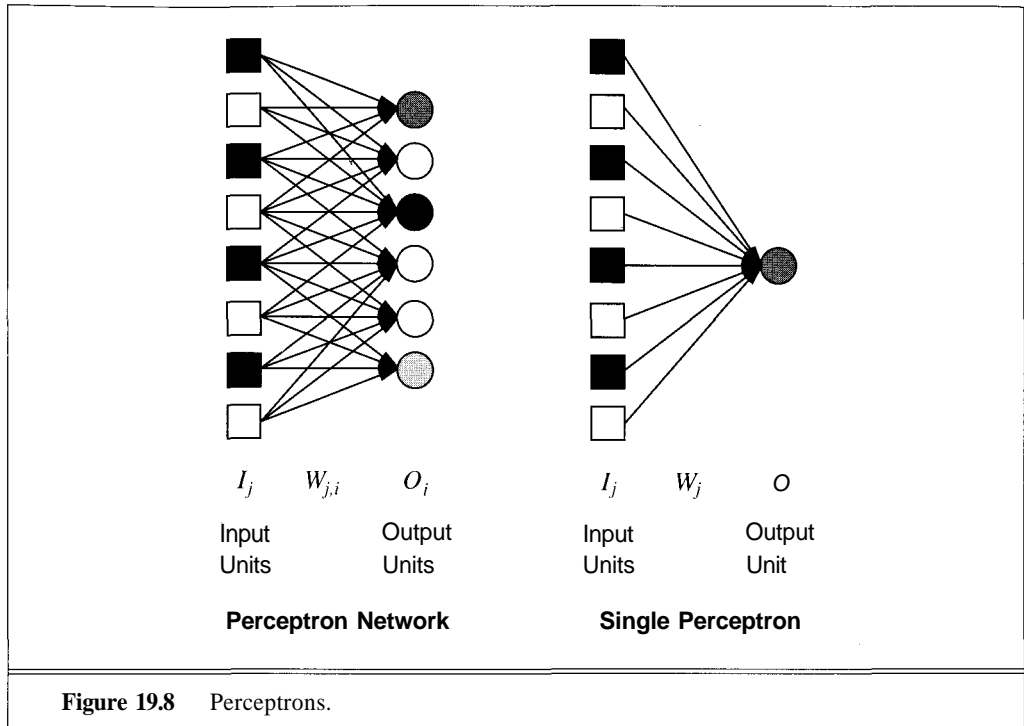 I_j W_{j,i} O_i
Input Output
Units Units
Perceptron Network
I_j W_j O
Input Output
Units Unit
Single Perceptron
Figure 19.8 Perceptrons.